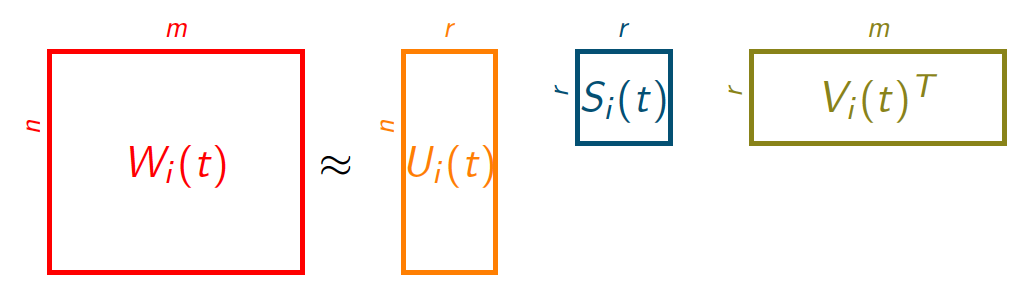 m r r m
n W_i(t) ≈ n U_i(t) r S_i(t) r V_i(t)^T